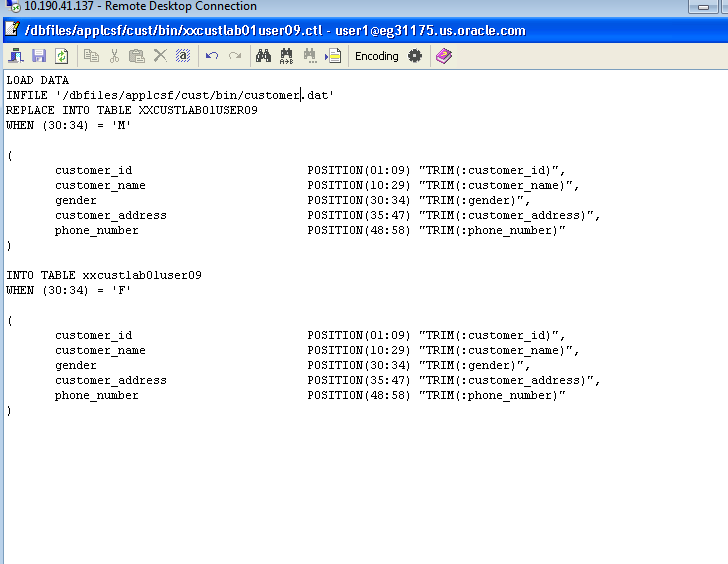 10.190.41.137 - Remote Desktop Connection
/dbfiles/applcsf/cust/bin/xxcustlab01user09.ctl - user1@eg31175.us.oracle.com
Encoding
LOAD DATA
INFILE '/dbfiles/applcsf/cust/bin/customer.dat'
REPLACE INTO TABLE XXCUSTLAB01USER09
WHEN (30:34) = 'M'
(
customer_id POSITION(01:09) "TRIM(:customer_id)",
customer_name POSITION(10:29) "TRIM(:customer_name)",
gender POSITION(30:34) "TRIM(:gender)",
customer_address POSITION(35:47) "TRIM(:customer_address)",
phone_number POSITION(48:58) "TRIM(:phone_number)"
)
INTO TABLE xxcustlab01user09
WHEN (30:34) = 'F'
(
customer_id POSITION(01:09) "TRIM(:customer_id)",
customer_name POSITION(10:29) "TRIM(:customer_name)",
gender POSITION(30:34) "TRIM(:gender)",
customer_address POSITION(35:47) "TRIM(:customer_address)",
phone_number POSITION(48:58) "TRIM(:phone_number)"
)